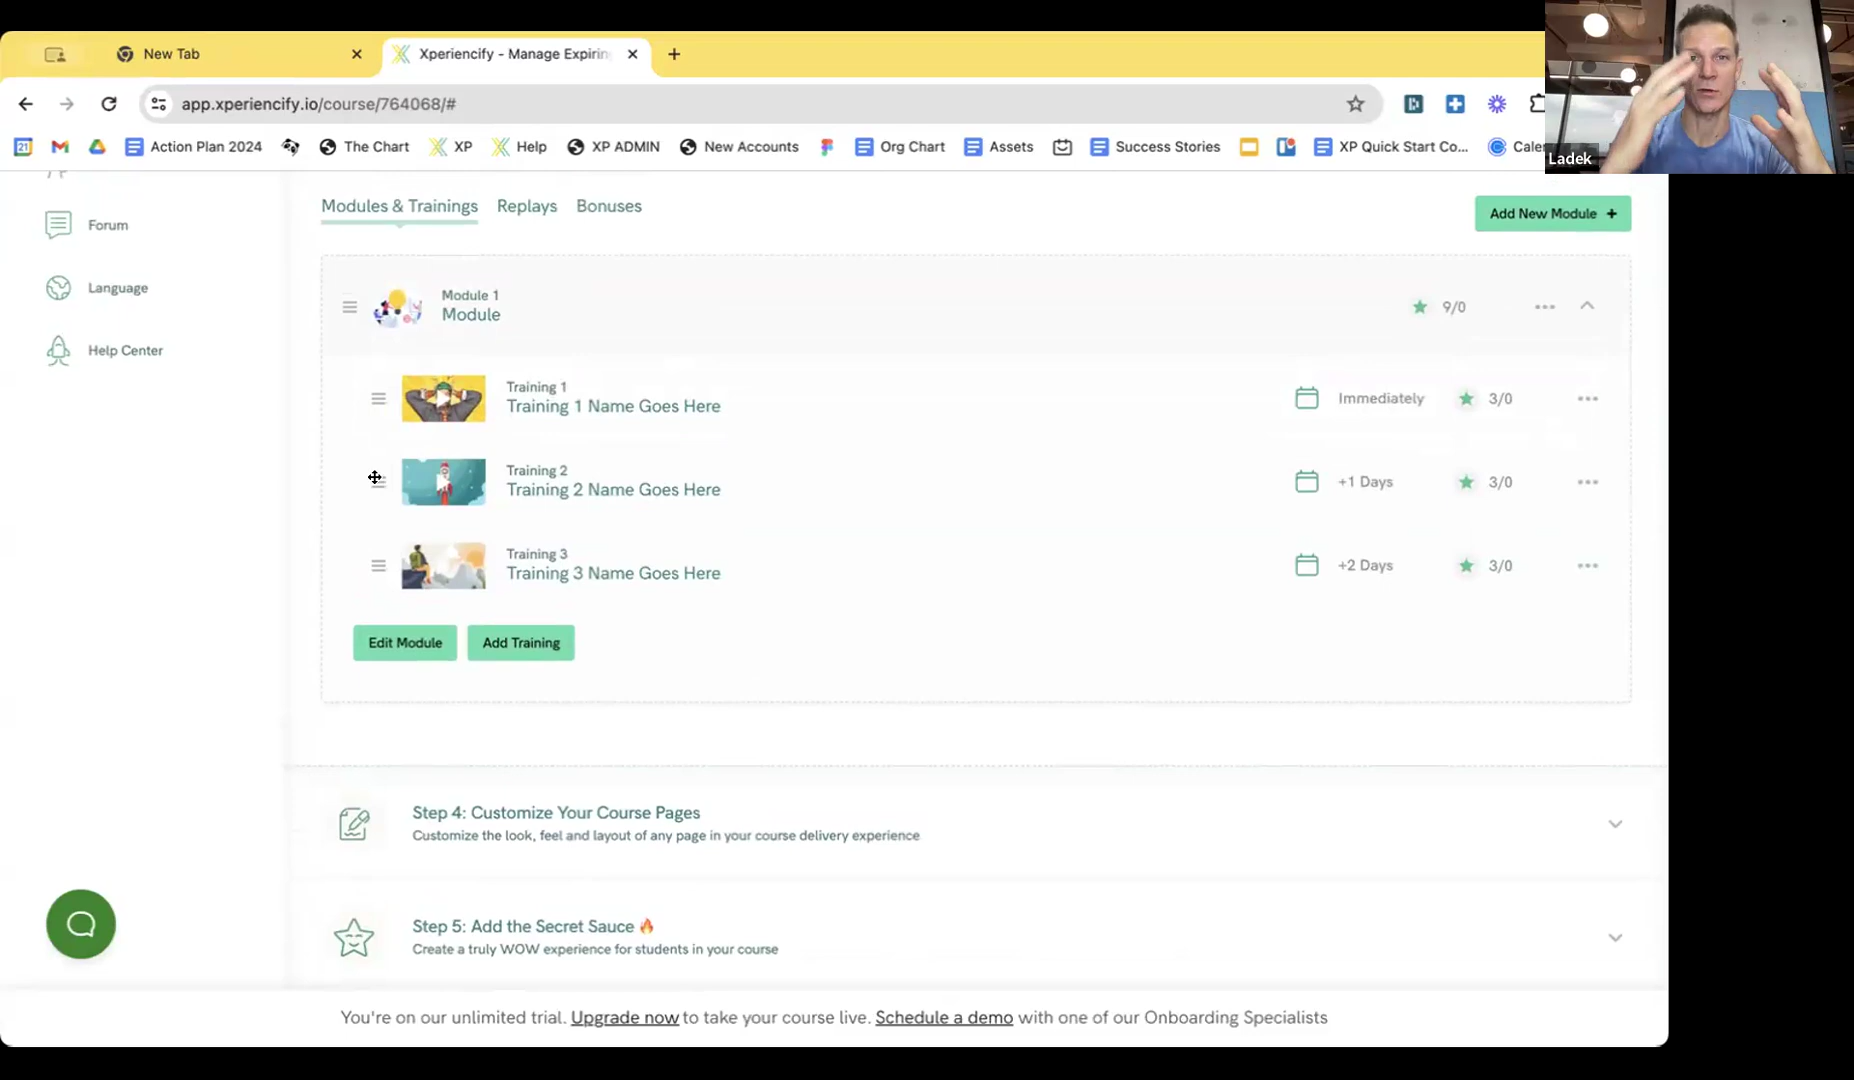 New Tab
Xperiencify - Manage Expirin
app.xperiencify.io/course/764068/#
21
Action Plan 2024
The Chart
XP
Help
XP ADMIN
New Accounts
Org Chart
Assets
Success Stories
XP Quick Start Co...
Cale
Ladek
Forum
Language
Help Center
Modules & Trainings
Replays
Bonuses
Add New Module +
Module 1
Module
9/0
Training 1
Training 1 Name Goes Here
Immediately
3/0
Training 2
Training 2 Name Goes Here
+1 Days
3/0
Training 3
Training 3 Name Goes Here
+2 Days
3/0
Edit Module
Add Training
Step 4: Customize Your Course Pages
Customize the look, feel and layout of any page in your course delivery experience
Step 5: Add the Secret Sauce 🔥
Create a truly WOW experience for students in your course
You're on our unlimited trial. Upgrade now to take your course live. Schedule a demo with one of our Onboarding Specialists